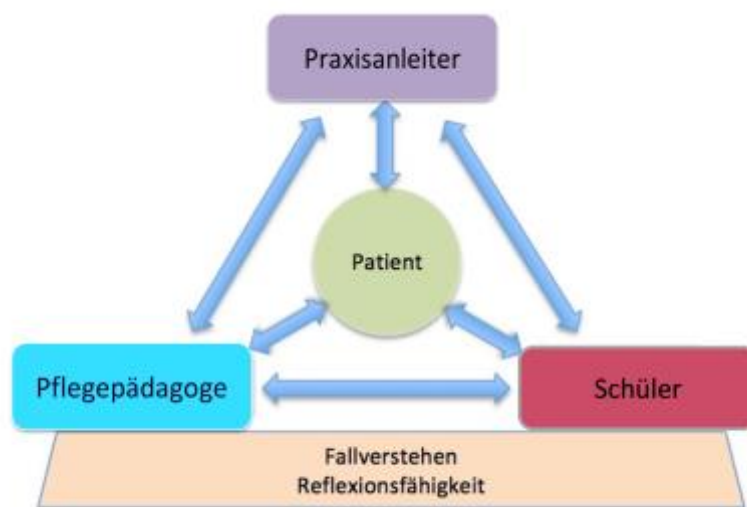 Praxisanleiter
Patient
Pflegepädagoge
Schüler
Fallverstehen
Reflexionsfähigkeit